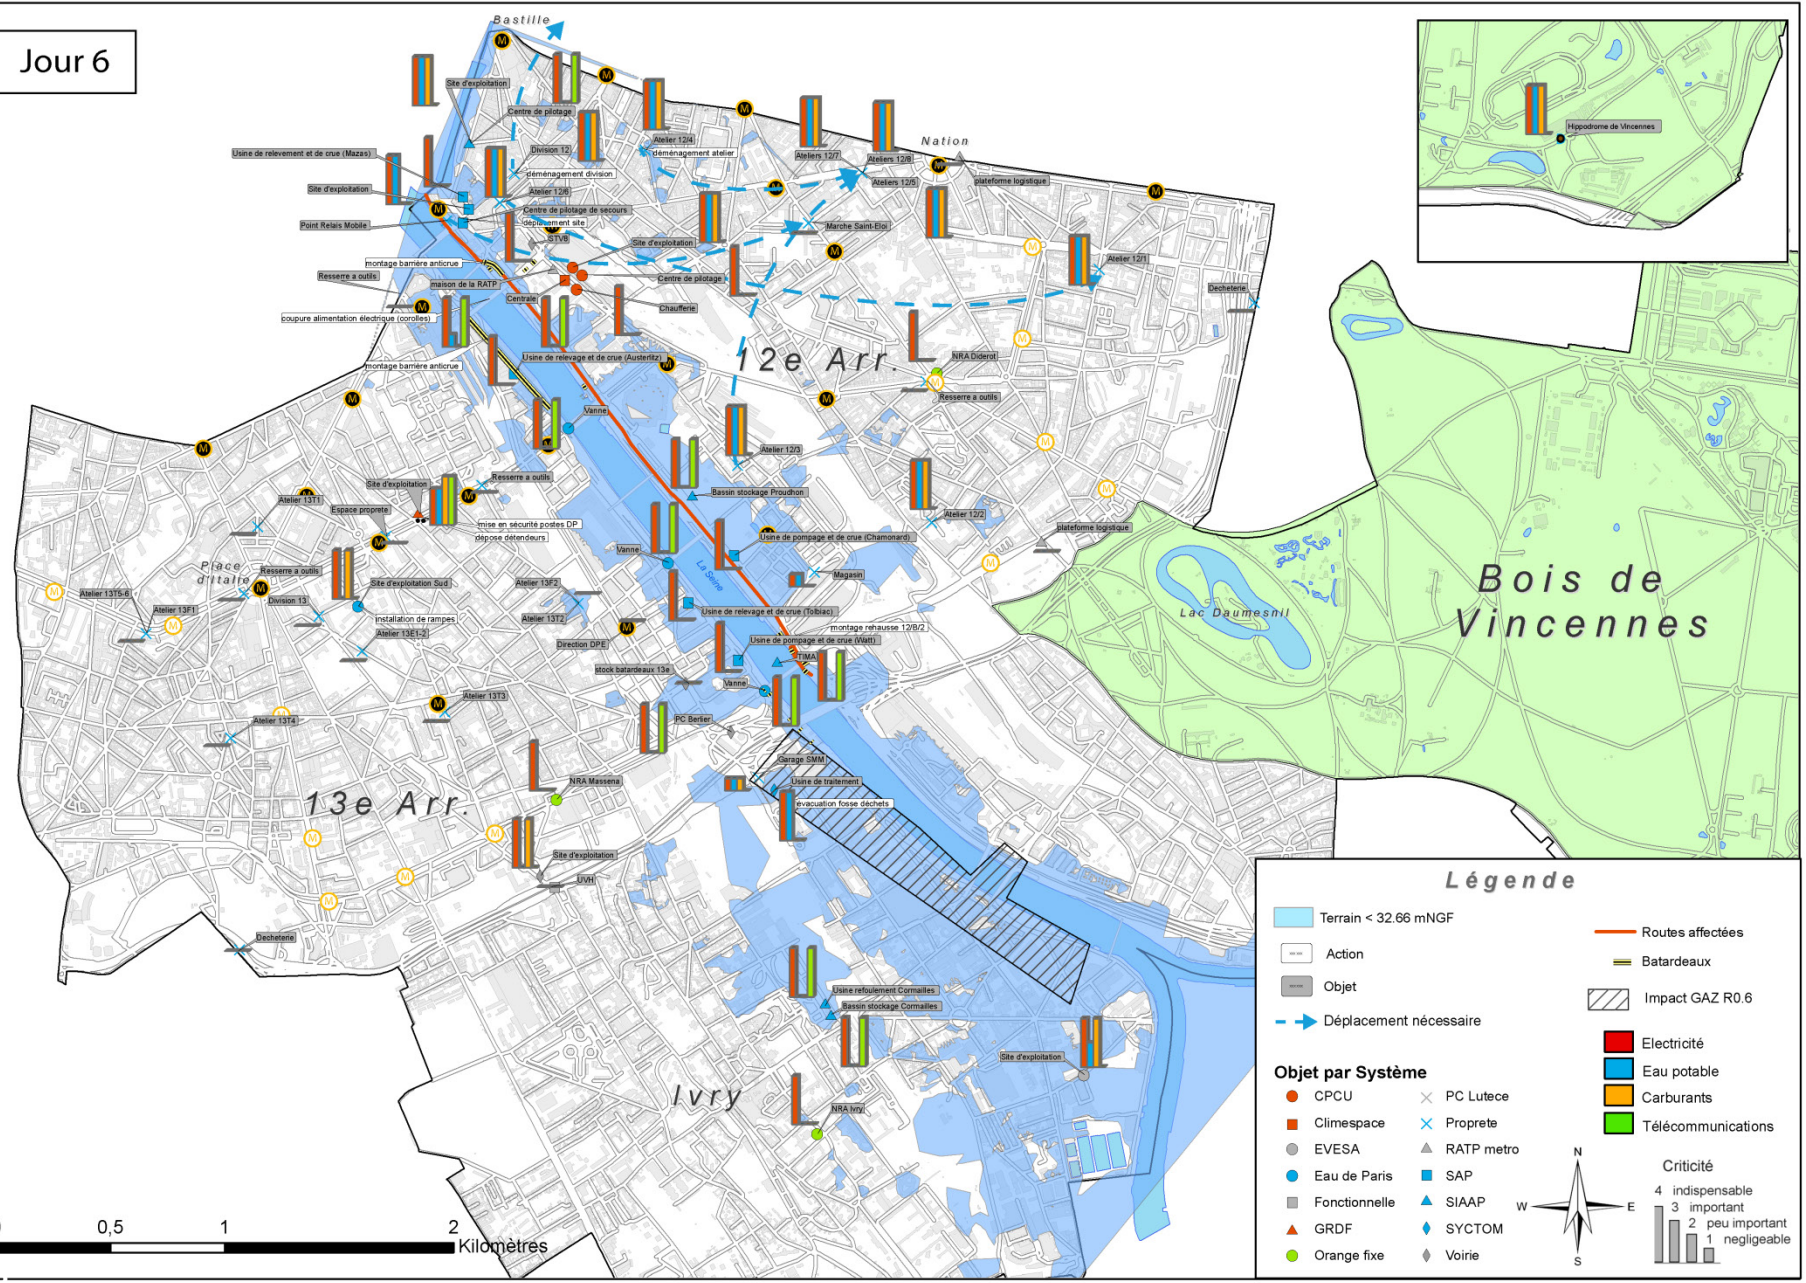 Jour 6
Bastille
Site d'exploitation
Centre de pilotage
Usine de relevement et de crue (Mazas)
Division 12
déménagement division
Atelier 12/4
déménagement atelier
Ateliers 12/7
Ateliers 12/8
Ateliers 12/5
Nation
plateforme logistique
Hippodrome de Vincennes
Site d'exploitation
Atelier 12/6
Centre de pilotage de secours
déplacement site
Point Relais Mobile
STV8
Site d'exploitation
Marche Saint-Eloi
montage barrière anticrue
Resserre a outils
maison de la RATP
Centre de pilotage
Atelier 12/1
Decheterie
Centrale
Chaufferie
coupure alimentation électrique (corolles)
Usine de relevage et de crue (Austerlitz)
montage barrière anticrue
12e Arr.
NRA Diderot
Resserre a outils
Vanne
Atelier 12/3
Site d'exploitation
Resserre a outils
Bassin stockage Proudhon
Atelier 13T1
Espace proprete
mise en sécurité postes DP
dépose détendeurs
Atelier 12/2
plateforme logistique
Usine de pompage et de crue (Chamonard)
Vanne
La Seine
Magasin
Place
d'Italie
Resserre a outils
Site d'exploitation Sud
Atelier 13F2
Atelier 13T5-6
Atelier 13F1
Division 13
installation de rampes
Atelier 13T2
Atelier 13E1-2
Usine de relevage et de crue (Tolbiac)
montage rehausse 12/B/2
Direction DPE
Usine de pompage et de crue (Watt)
TIMA
stock batardeaux 13e
Vanne
Lac Daumesnil
Bois de
Vincennes
Atelier 13T3
Atelier 13T4
PC Berlier
Garage SMM
NRA Massena
Usine de traitement
évacuation fosse déchets
13e Arr.
Site d'exploitation
UVH
Decheterie
Usine refoulement Cormailles
Bassin stockage Cormailles
Site d'exploitation
Ivry
NRA Ivry
0,5
1
2
Kilomètres
Légende
Terrain < 32.66 mNGF
Action
Objet
Déplacement nécessaire
Routes affectées
Batardeaux
Impact GAZ R0.6
Electricité
Eau potable
Carburants
Télécommunications
Objet par Système
CPCU
Climespace
EVESA
Eau de Paris
Fonctionnelle
GRDF
Orange fixe
PC Lutece
Proprete
RATP metro
SAP
SIAAP
SYCTOM
Voirie
N
W
E
S
Criticité
4 indispensable
3 important
2 peu important
1 negligeable